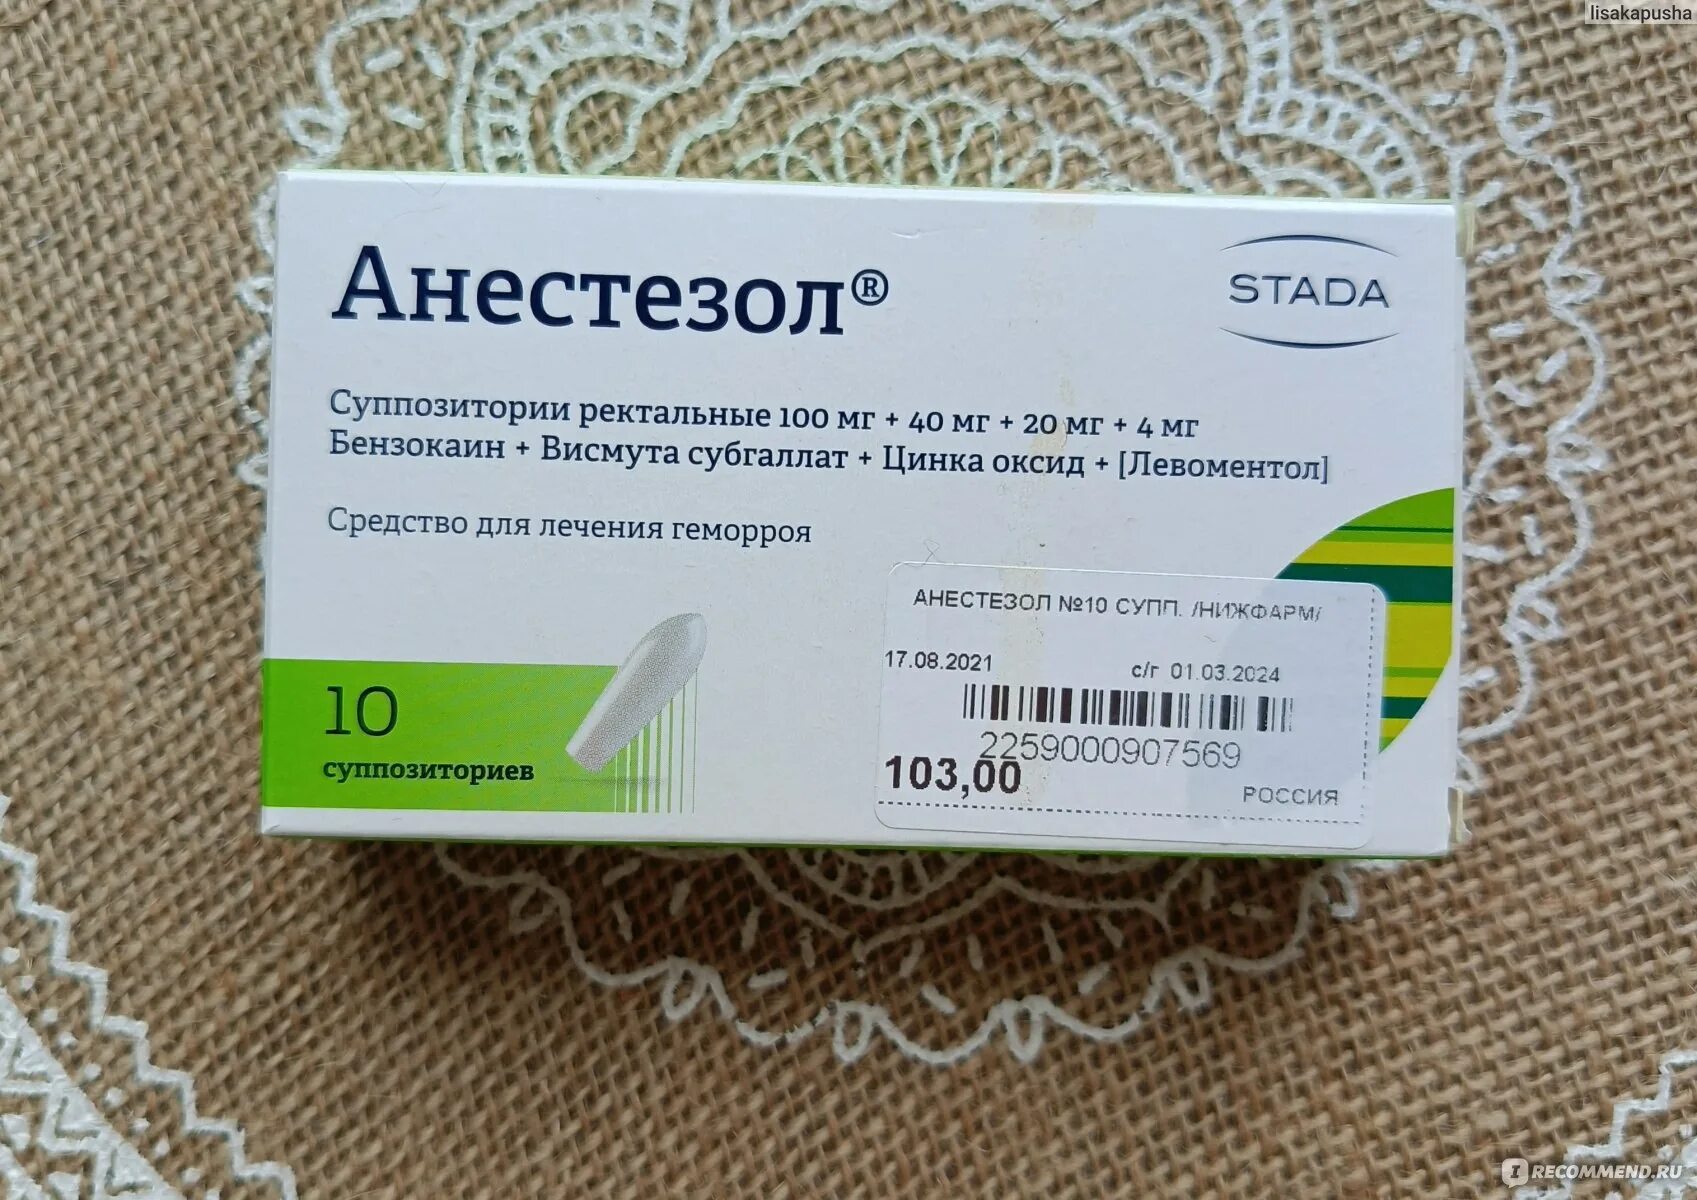 lisakapusha
Анестезол®
STADA
Суппозитории ректальные 100 мг + 40 мг + 20 мг + 4 мг
Бензокаин + Висмута субгаллат + Цинка оксид + [Левоментол]
Средство для лечения геморроя
10
суппозиториев
АНЕСТЕЗОЛ №10 СУПП. /НИЖФАРМ/
17.08.2021 с/г 01.03.2024
2259000907569
103,00
РОССИЯ
I RECOMMEND.RU